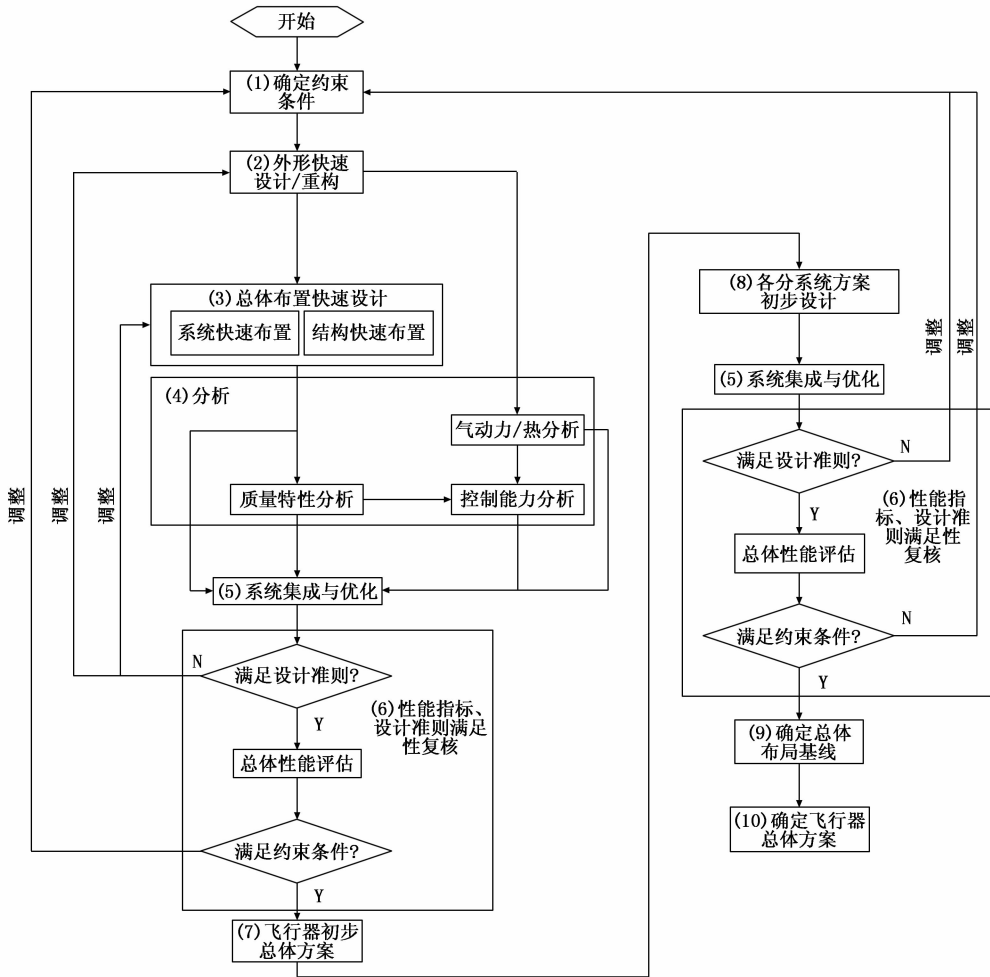 开始
(1)确定约束
条件
(2)外形快速
设计/重构
(3)总体布置快速设计
系统快速布置
结构快速布置
(4)分析
气动力/热分析
质量特性分析
控制能力分析
(5)系统集成与优化
满足设计准则?
N
Y
(6)性能指标、
设计准则满足
性复核
总体性能评估
满足约束条件?
Y
(7)飞行器初步
总体方案
调整
调整
调整
(8)各分系统方案
初步设计
(5)系统集成与优化
满足设计准则?
N
Y
(6)性能指
标、设计准
则满足性
复核
总体性能评估
满足约束条件?
N
Y
(9)确定总体
布局基线
(10)确定飞行器
总体方案
调整
调整